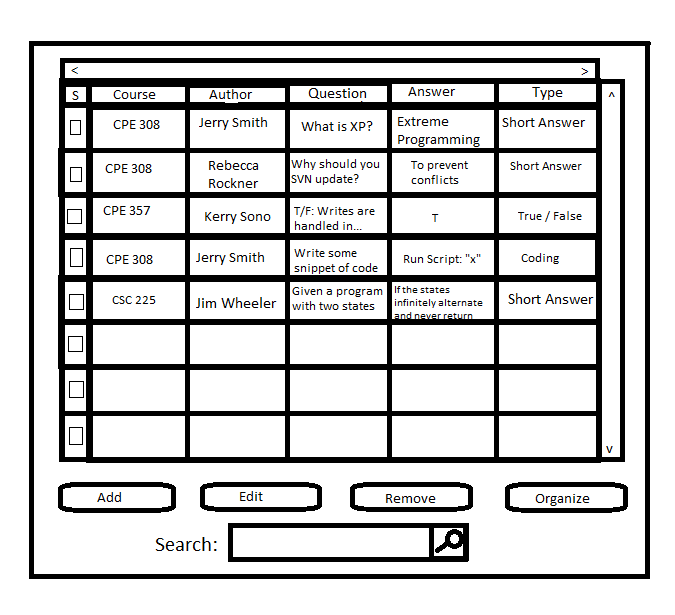 < >
S Course Author Question Answer Type ^
CPE 308 Jerry Smith What is XP? Extreme Short Answer
Programming
CPE 308 Rebecca Why should you To prevent Short Answer
Rockner SVN update? conflicts
CPE 357 Kerry Sono T/F: Writes are T True / False
handled in...
CPE 308 Jerry Smith Write some Run Script: "x" Coding
snippet of code
CSC 225 Jim Wheeler Given a program If the states Short Answer
with two states infinitely alternate
and never return
v
Add Edit Remove Organize
Search: